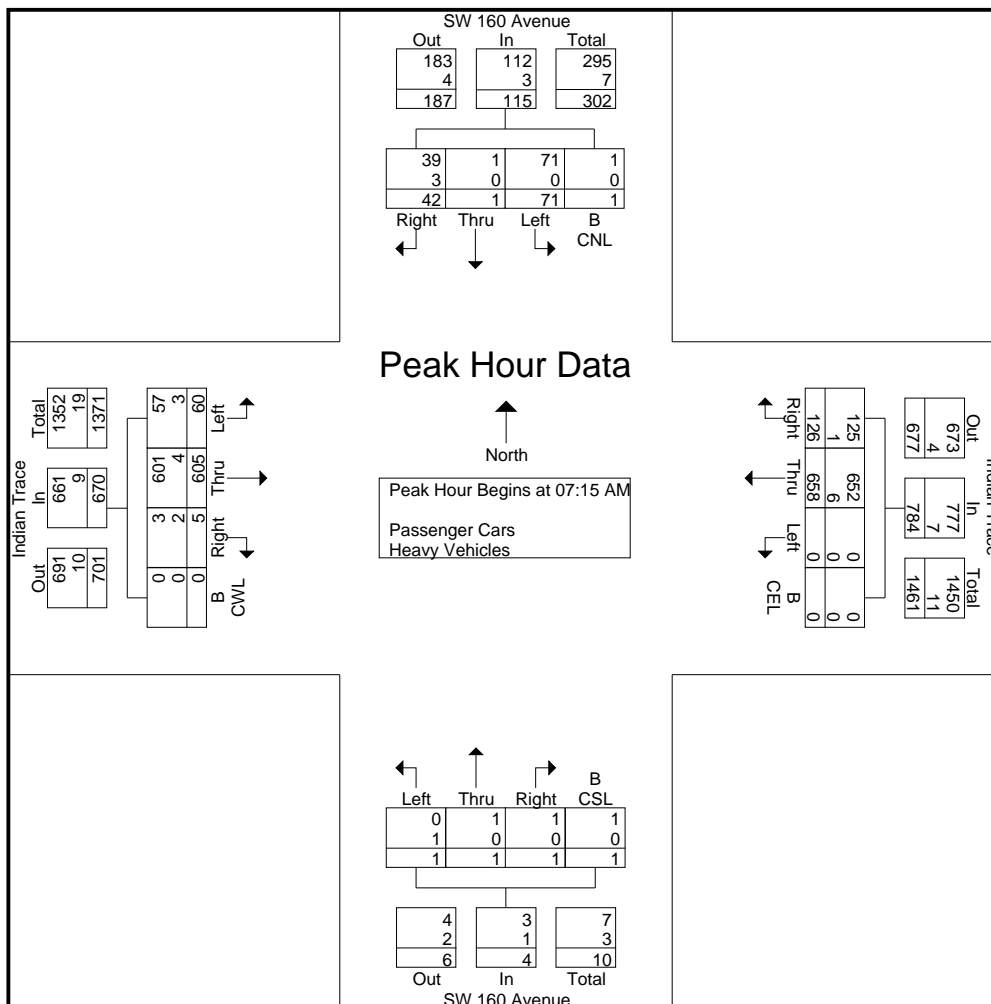 SW 160 Avenue
Out In Total
183 112 295
4 3 7
187 115 302
39 1 71 1
3 0 0 0
42 1 71 1
Right Thru Left B
CNL
Peak Hour Data
North
Peak Hour Begins at 07:15 AM
Passenger Cars
Heavy Vehicles
Indian Trace
Total In Out
1352 661 691
19 9 10
1371 670 701
57 601 3 0
3 4 2 0
60 605 5 0
Left Thru Right B
CWL
Indian Trace
Out In Total
673 777 1450
4 7 11
677 784 1461
125 652 0 0
1 6 0 0
126 658 0 0
Right Thru Left B
CEL
B
Left Thru Right CSL
0 1 1 1
1 0 0 0
1 1 1 1
4 3 7
2 1 3
6 4 10
Out In Total
SW 160 Avenue